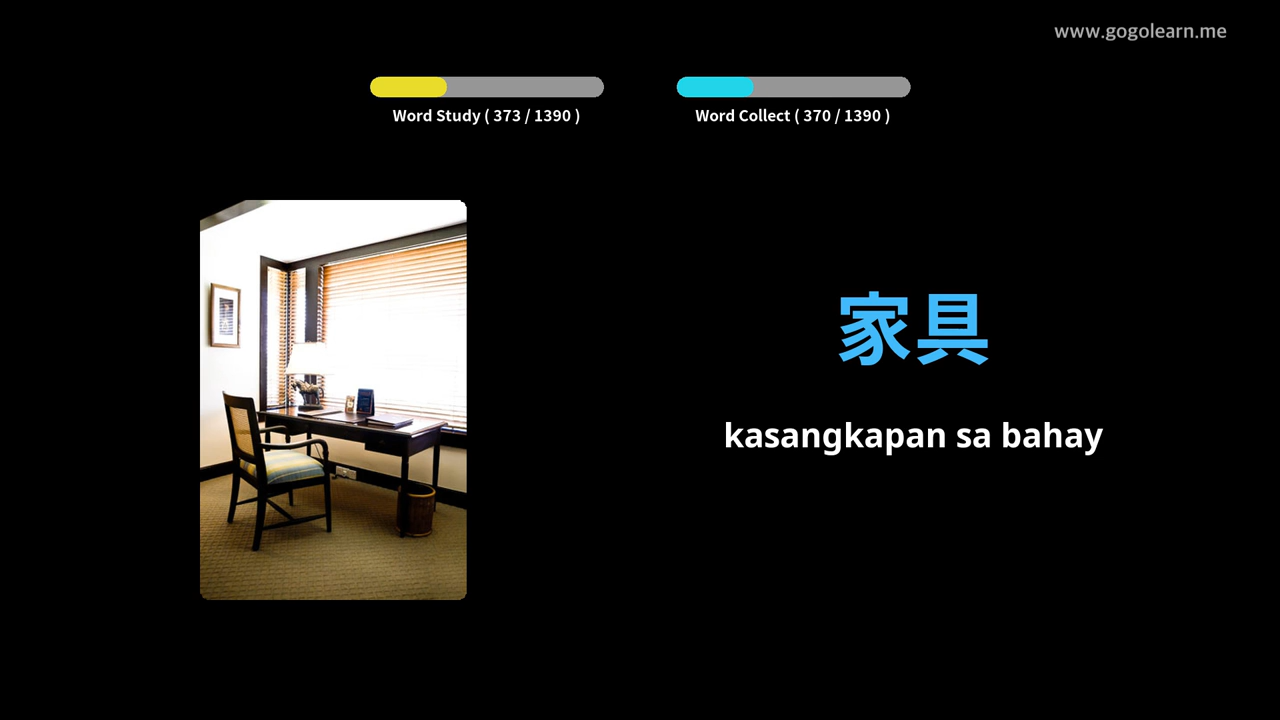 www.gogolearn.me
Word Study ( 373 / 1390 )
Word Collect ( 370 / 1390 )
家具
kasangkapan sa bahay